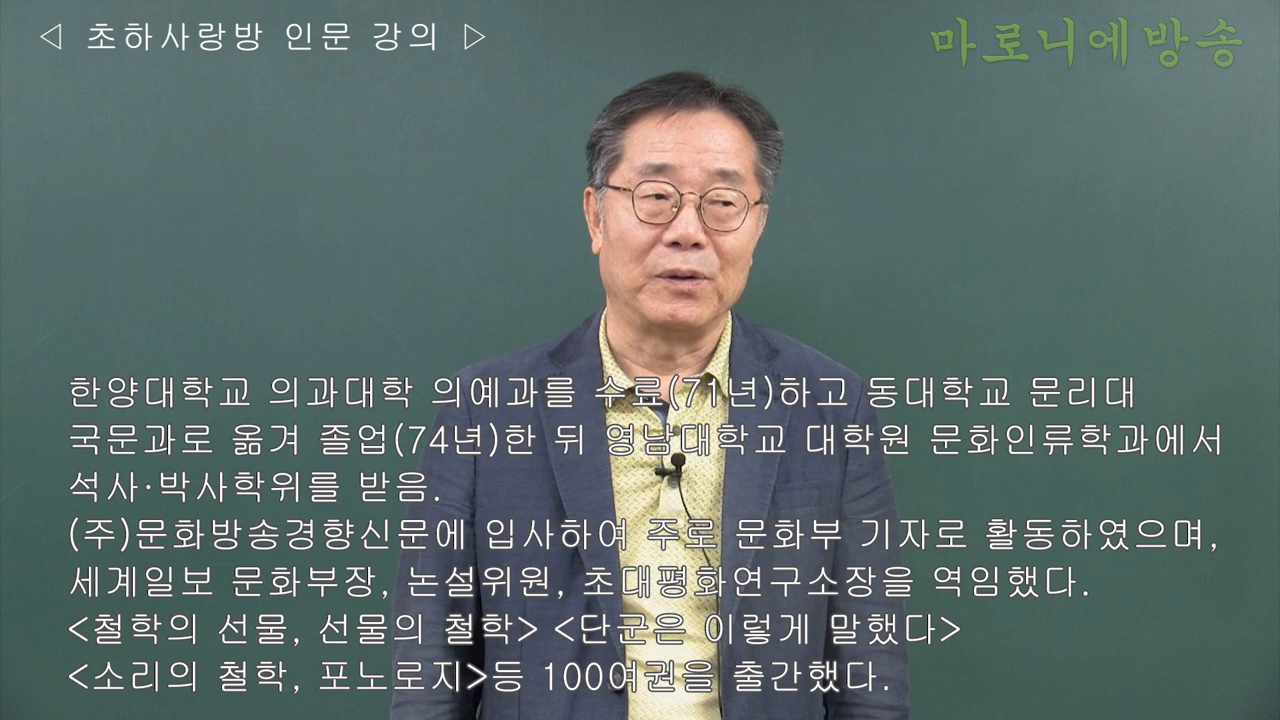 ◁ 초하사랑방 인문 강의 ▷
마로니에방송
한양대학교 의과대학 의예과를 수료(71년)하고 동대학교 문리대
국문과로 옮겨 졸업(74년)한 뒤 영남대학교 대학원 문화인류학과에서
석사·박사학위를 받음.
(주)문화방송경향신문에 입사하여 주로 문화부 기자로 활동하였으며,
세계일보 문화부장, 논설위원, 초대평화연구소장을 역임했다.
<철학의 선물, 선물의 철학> <단군은 이렇게 말했다>
<소리의 철학, 포노로지>등 100여권을 출간했다.